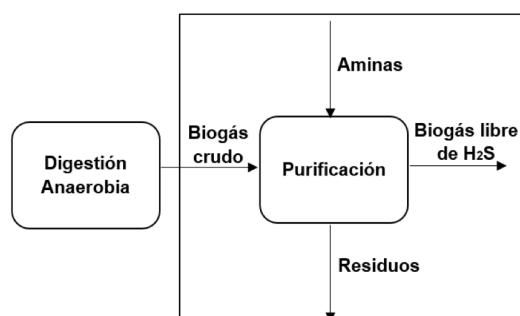 Aminas
Biogás
crudo
Biogás libre
de H₂S
Digestión
Anaerobia
Purificación
Residuos